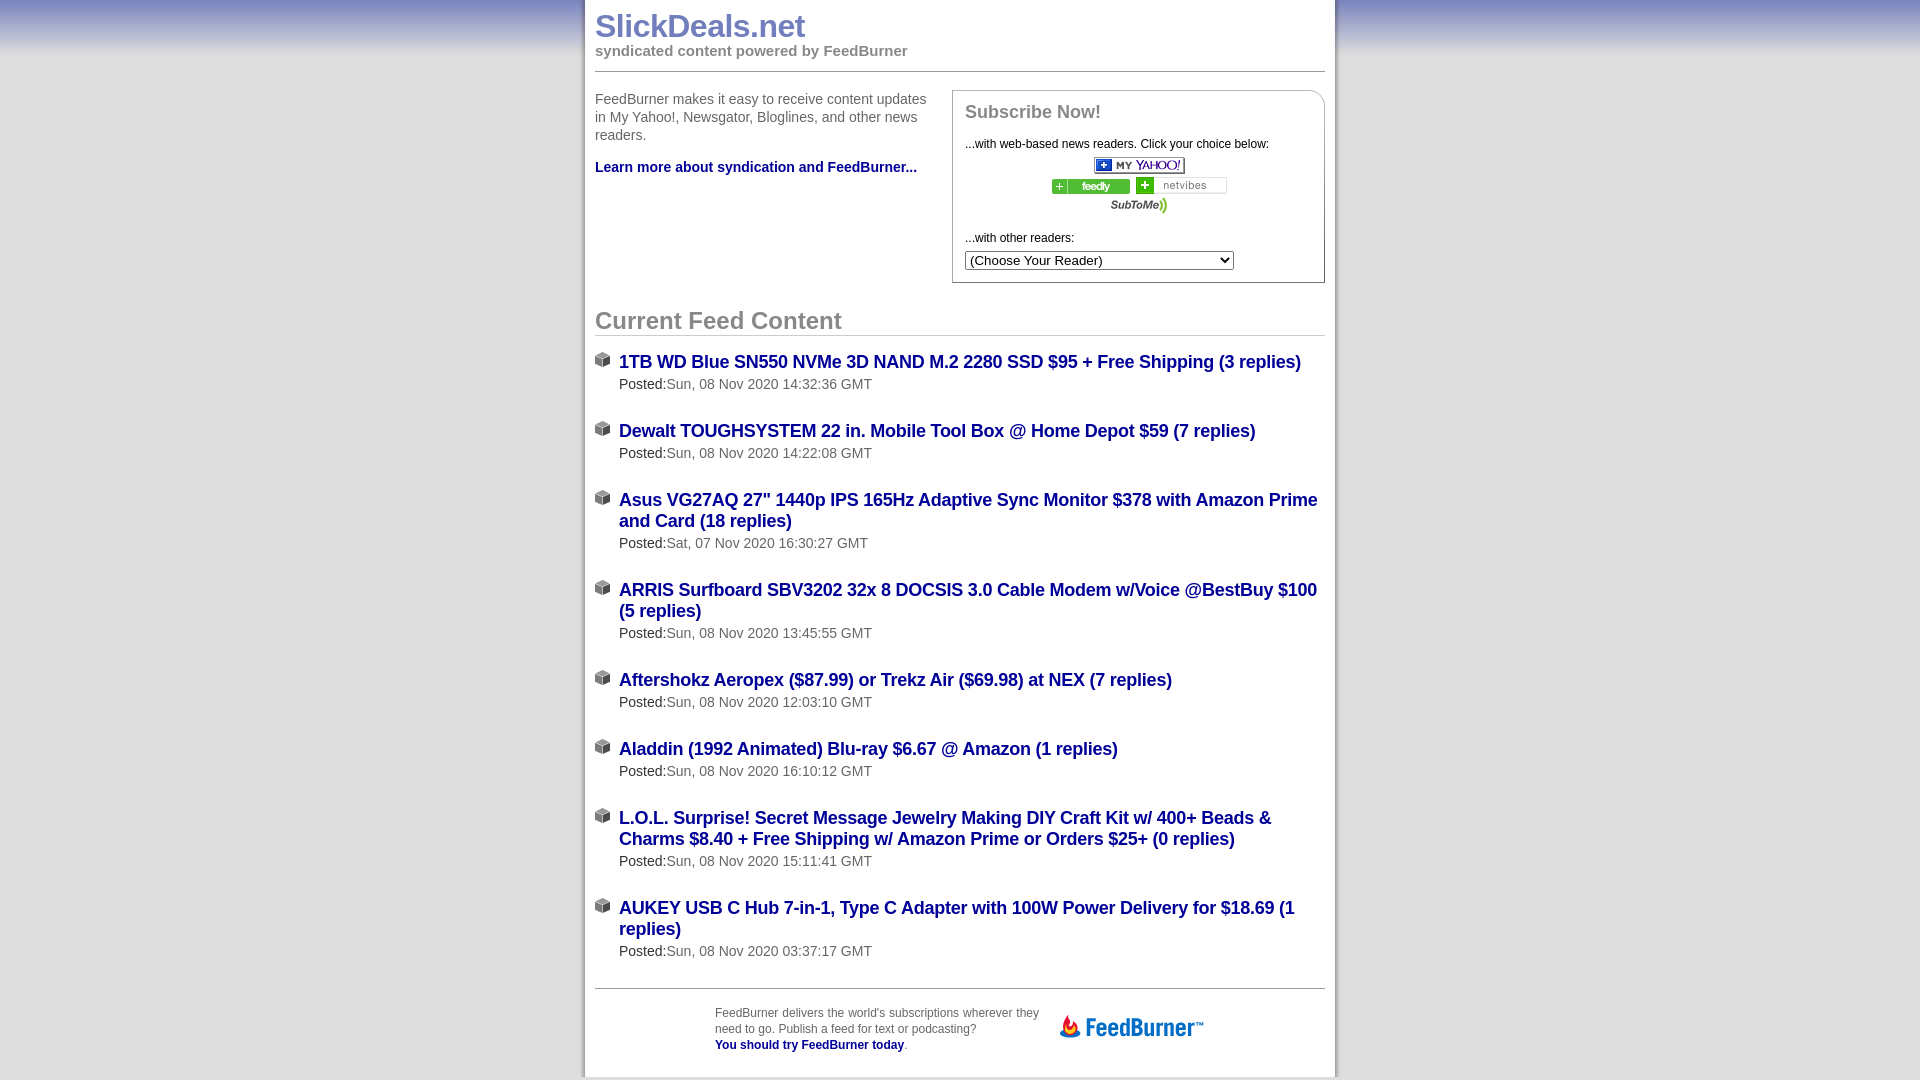 SlickDeals.net
syndicated content powered by FeedBurner
FeedBurner makes it easy to receive content updates
in My Yahoo!, Newsgator, Bloglines, and other news
readers.
Learn more about syndication and FeedBurner...
Subscribe Now!
...with web-based news readers. Click your choice below:
MY YAHOO!
feedly
netvibes
SubToMe
...with other readers:
(Choose Your Reader)
Current Feed Content
1TB WD Blue SN550 NVMe 3D NAND M.2 2280 SSD $95 + Free Shipping (3 replies)
Posted:Sun, 08 Nov 2020 14:32:36 GMT
Dewalt TOUGHSYSTEM 22 in. Mobile Tool Box @ Home Depot $59 (7 replies)
Posted:Sun, 08 Nov 2020 14:22:08 GMT
Asus VG27AQ 27" 1440p IPS 165Hz Adaptive Sync Monitor $378 with Amazon Prime
and Card (18 replies)
Posted:Sat, 07 Nov 2020 16:30:27 GMT
ARRIS Surfboard SBV3202 32x 8 DOCSIS 3.0 Cable Modem w/Voice @BestBuy $100
(5 replies)
Posted:Sun, 08 Nov 2020 13:45:55 GMT
Aftershokz Aeropex ($87.99) or Trekz Air ($69.98) at NEX (7 replies)
Posted:Sun, 08 Nov 2020 12:03:10 GMT
Aladdin (1992 Animated) Blu-ray $6.67 @ Amazon (1 replies)
Posted:Sun, 08 Nov 2020 16:10:12 GMT
L.O.L. Surprise! Secret Message Jewelry Making DIY Craft Kit w/ 400+ Beads &
Charms $8.40 + Free Shipping w/ Amazon Prime or Orders $25+ (0 replies)
Posted:Sun, 08 Nov 2020 15:11:41 GMT
AUKEY USB C Hub 7-in-1, Type C Adapter with 100W Power Delivery for $18.69 (1
replies)
Posted:Sun, 08 Nov 2020 03:37:17 GMT
FeedBurner delivers the world's subscriptions wherever they
need to go. Publish a feed for text or podcasting?
You should try FeedBurner today.
FeedBurner™